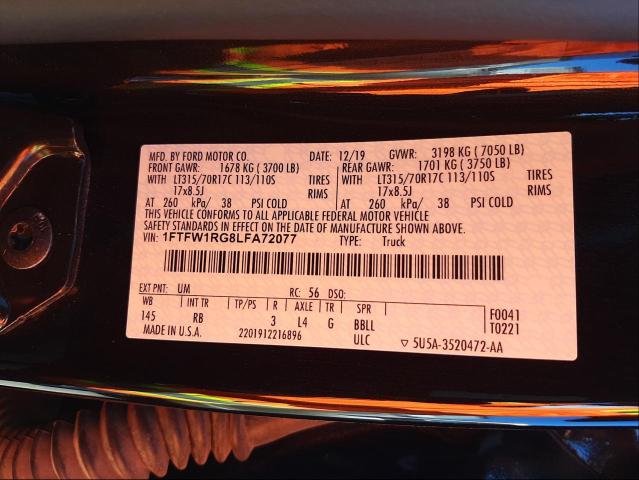 MFD. BY FORD MOTOR CO. DATE: 12/19 GVWR: 3198 KG ( 7050 LB)
FRONT GAWR: 1678 KG ( 3700 LB) REAR GAWR: 1701 KG ( 3750 LB)
WITH LT315/70R17C 113/110S TIRES WITH LT315/70R17C 113/110S TIRES
17x8.5J RIMS 17x8.5J RIMS
AT 260 kPa/ 38 PSI COLD AT 260 kPa/ 38 PSI COLD
THIS VEHICLE CONFORMS TO ALL APPLICABLE FEDERAL MOTOR VEHICLE
SAFETY STANDARDS IN EFFECT ON THE DATE OF MANUFACTURE SHOWN ABOVE.
VIN: 1FTFW1RG8LFA72077 TYPE: Truck
EXT PNT: UM RC: 56 DSO:
WB INT TR TP/PS R AXLE TR SPR F0041
145 RB 3 L4 G BBLL T0221
MADE IN U.S.A. 2201912216896 ULC ▽ 5U5A-3520472-AA